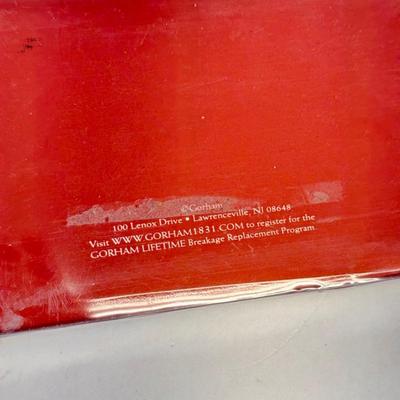 ©Gorham
100 Lenox Drive • Lawrenceville, NJ 08648
Visit WWW.GORHAM1831.COM to register for the
GORHAM LIFETIME Breakage Replacement Program